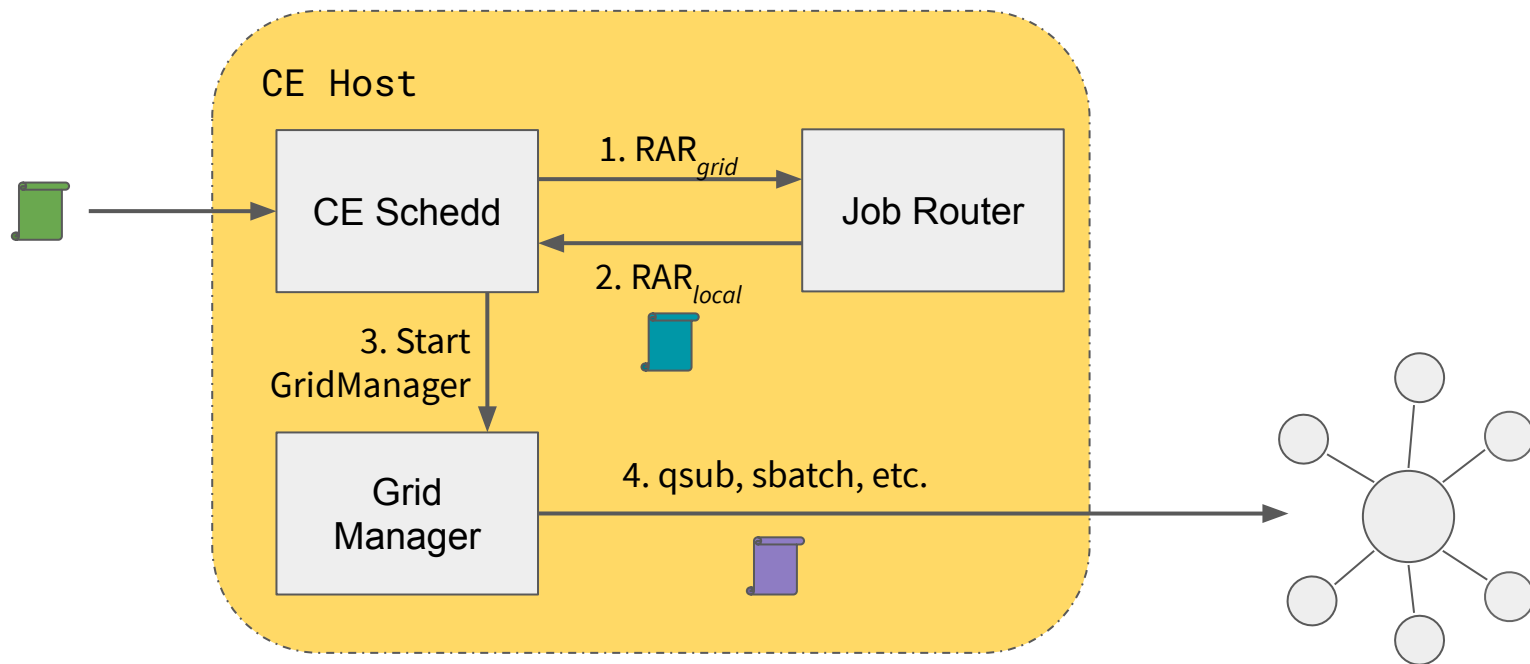 CE Host
CE Schedd
1. RARgrid
Job Router
2. RARlocal
3. Start
GridManager
Grid
Manager
4. qsub, sbatch, etc.